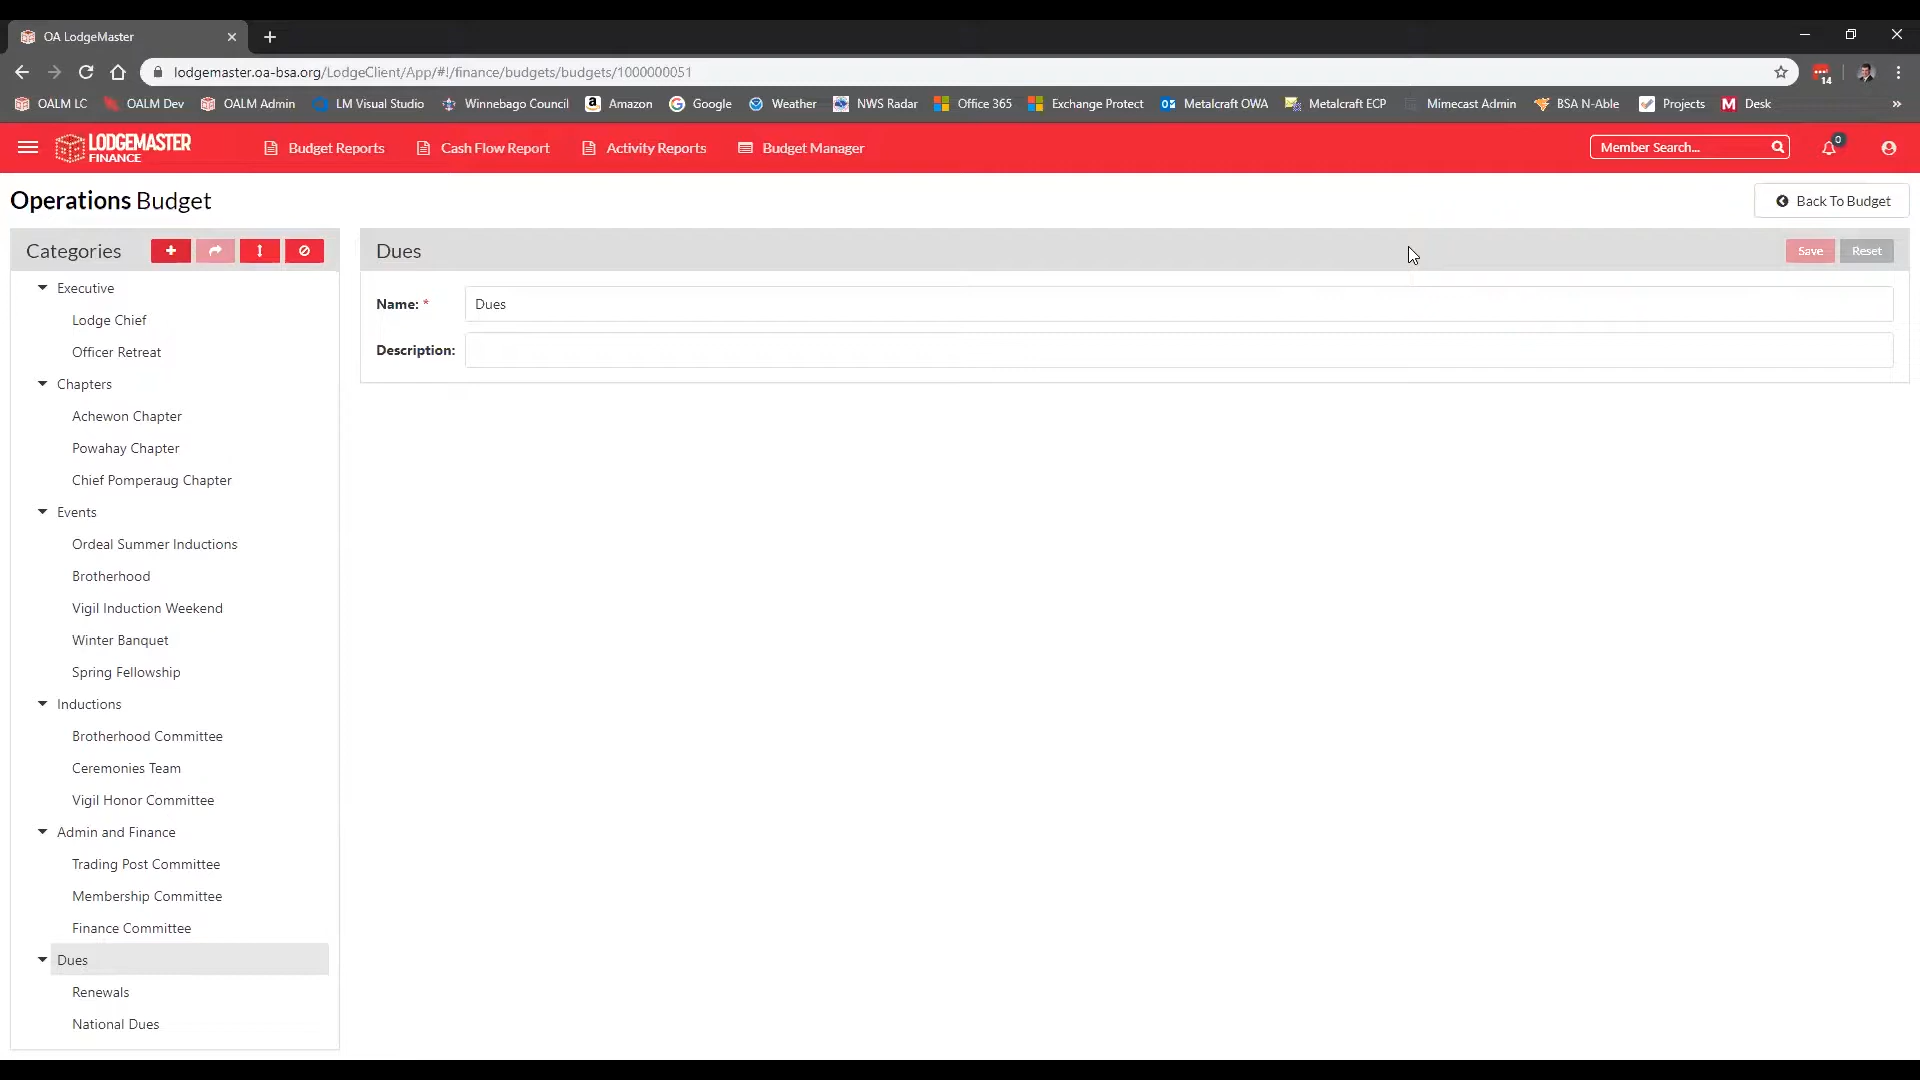 OA LodgeMaster
lodgemaster.oa-bsa.org/LodgeClient/App/#!/finance/budgets/budgets/1000000051
14
OALM LC OALM Dev OALM Admin LM Visual Studio Winnebago Council Amazon Google Weather NWS Radar Office 365 Exchange Protect Metalcraft OWA Metalcraft ECP Mimecast Admin BSA N-Able Projects Desk »
LODGEMASTER
FINANCE
Budget Reports Cash Flow Report Activity Reports Budget Manager Member Search... 0
Operations Budget Back To Budget
Categories
Executive
Lodge Chief
Officer Retreat
Chapters
Achewon Chapter
Powahay Chapter
Chief Pomperaug Chapter
Events
Ordeal Summer Inductions
Brotherhood
Vigil Induction Weekend
Winter Banquet
Spring Fellowship
Inductions
Brotherhood Committee
Ceremonies Team
Vigil Honor Committee
Admin and Finance
Trading Post Committee
Membership Committee
Finance Committee
Dues
Renewals
National Dues
Dues Save Reset
Name: * Dues
Description: